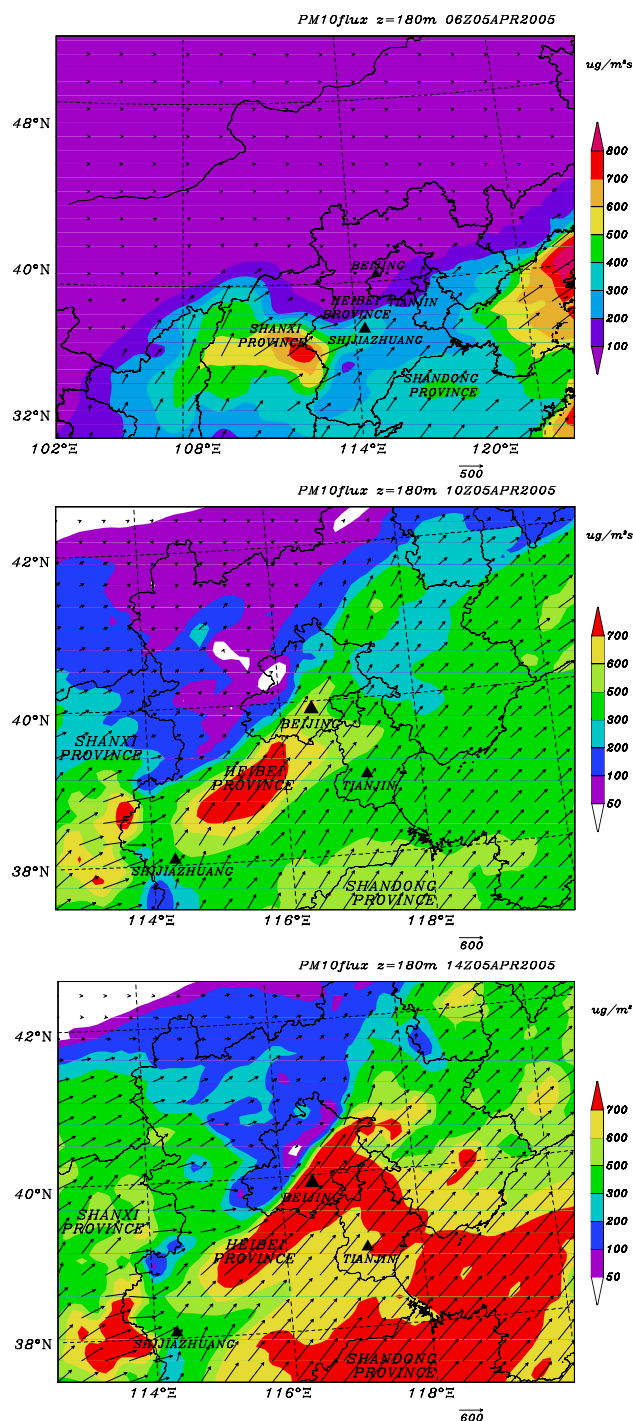 PM10flux z=180m 06Z05APR2005
ug/m²s
48°N
40°N
32°N
800
700
600
500
400
300
200
100
BEIJING
HEIBEI TIANJIN
PROVINCE
SHANXI
PROVINCE
SHIJIAZHUANG
SHANDONG
PROVINCE
102°Ξ 108°Ξ 114°Ξ 120°Ξ
500
PM10flux z=180m 10Z05APR2005
ug/m²s
42°N
40°N
38°N
700
600
500
400
300
200
100
50
BEIJING
SHANXI
PROVINCE
HEIBEI
PROVINCE
TIANJIN
SHIJIAZHUANG
SHANDONG
PROVINCE
114°Ξ 116°Ξ 118°Ξ
600
PM10flux z=180m 14Z05APR2005
ug/m²
42°N
40°N
38°N
700
600
500
300
200
100
50
BEIJING
SHANXI
PROVINCE
HEIBEI
PROVINCE
TIANJIN
SHIJIAZHUANG
SHANDONG
PROVINCE
114°Ξ 116°Ξ 118°Ξ
600